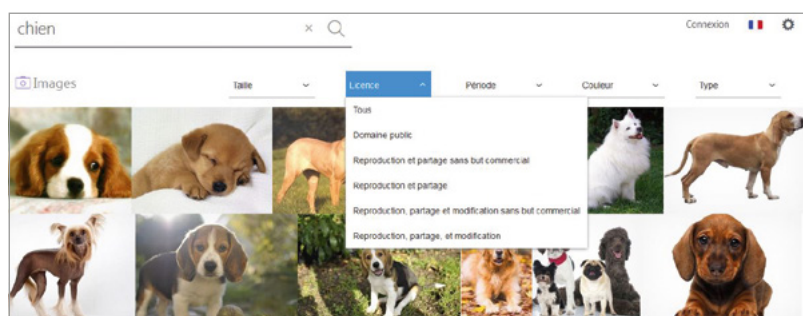 chien
Connexion
Images
Taille
Licence
Période
Couleur
Type
Tous
Domaine public
Reproduction et partage sans but commercial
Reproduction et partage
Reproduction, partage et modification sans but commercial
Reproduction, partage, et modification